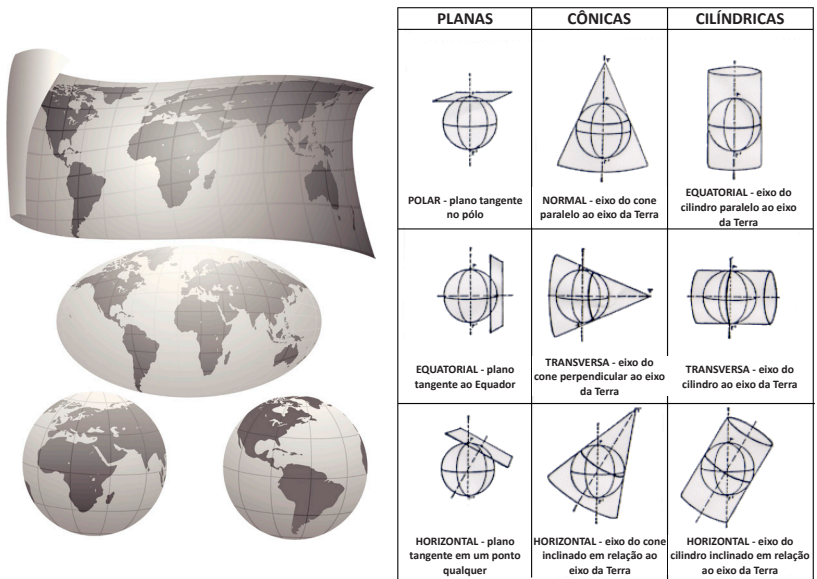 PLANAS
CÔNICAS
CILÍNDRICAS
POLAR - plano tangente
no pólo
NORMAL - eixo do cone
paralelo ao eixo da Terra
EQUATORIAL - eixo do
cilindro paralelo ao eixo
da Terra
EQUATORIAL - plano
tangente ao Equador
TRANSVERSA - eixo do
cone perpendicular ao eixo
da Terra
TRANSVERSA - eixo do
cilindro ao eixo da Terra
HORIZONTAL - plano
tangente em um ponto
qualquer
HORIZONTAL - eixo do cone
inclinado em relação ao
eixo da Terra
HORIZONTAL - eixo do
cilindro inclinado em relação
ao eixo da Terra